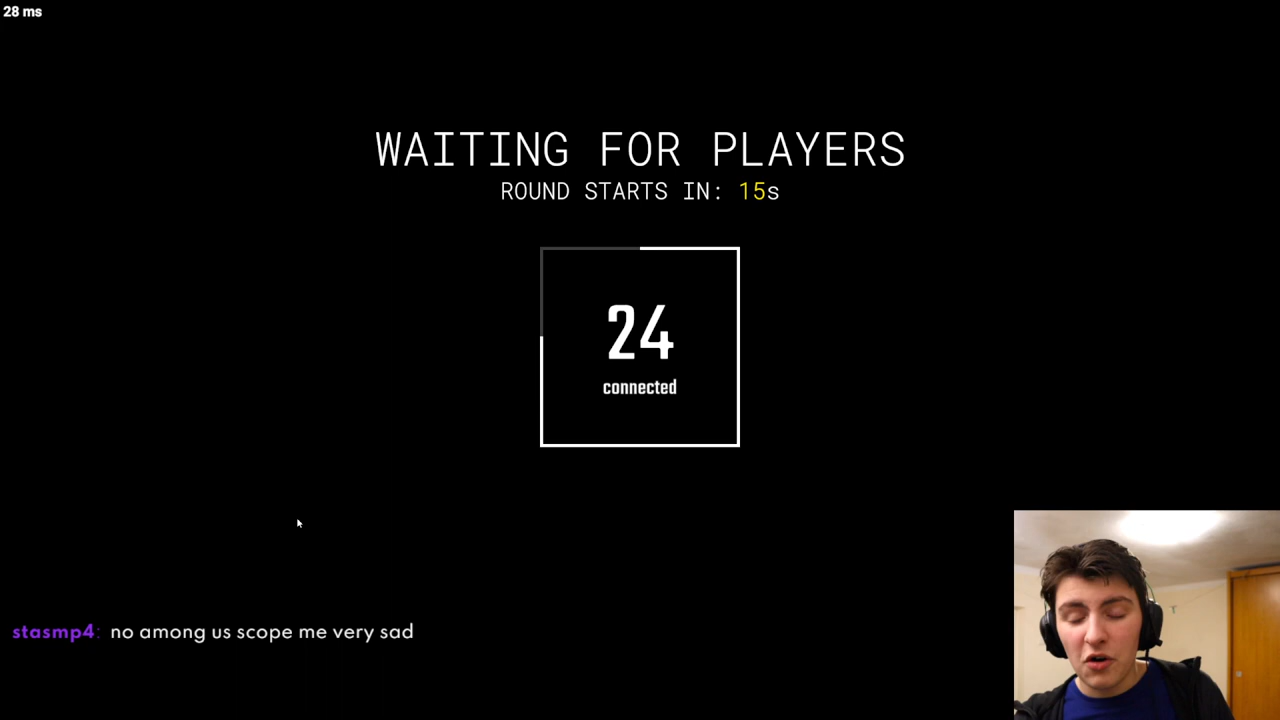 28 ms
WAITING FOR PLAYERS
ROUND STARTS IN: 15s
24
connected
stasmp4: no among us scope me very sad